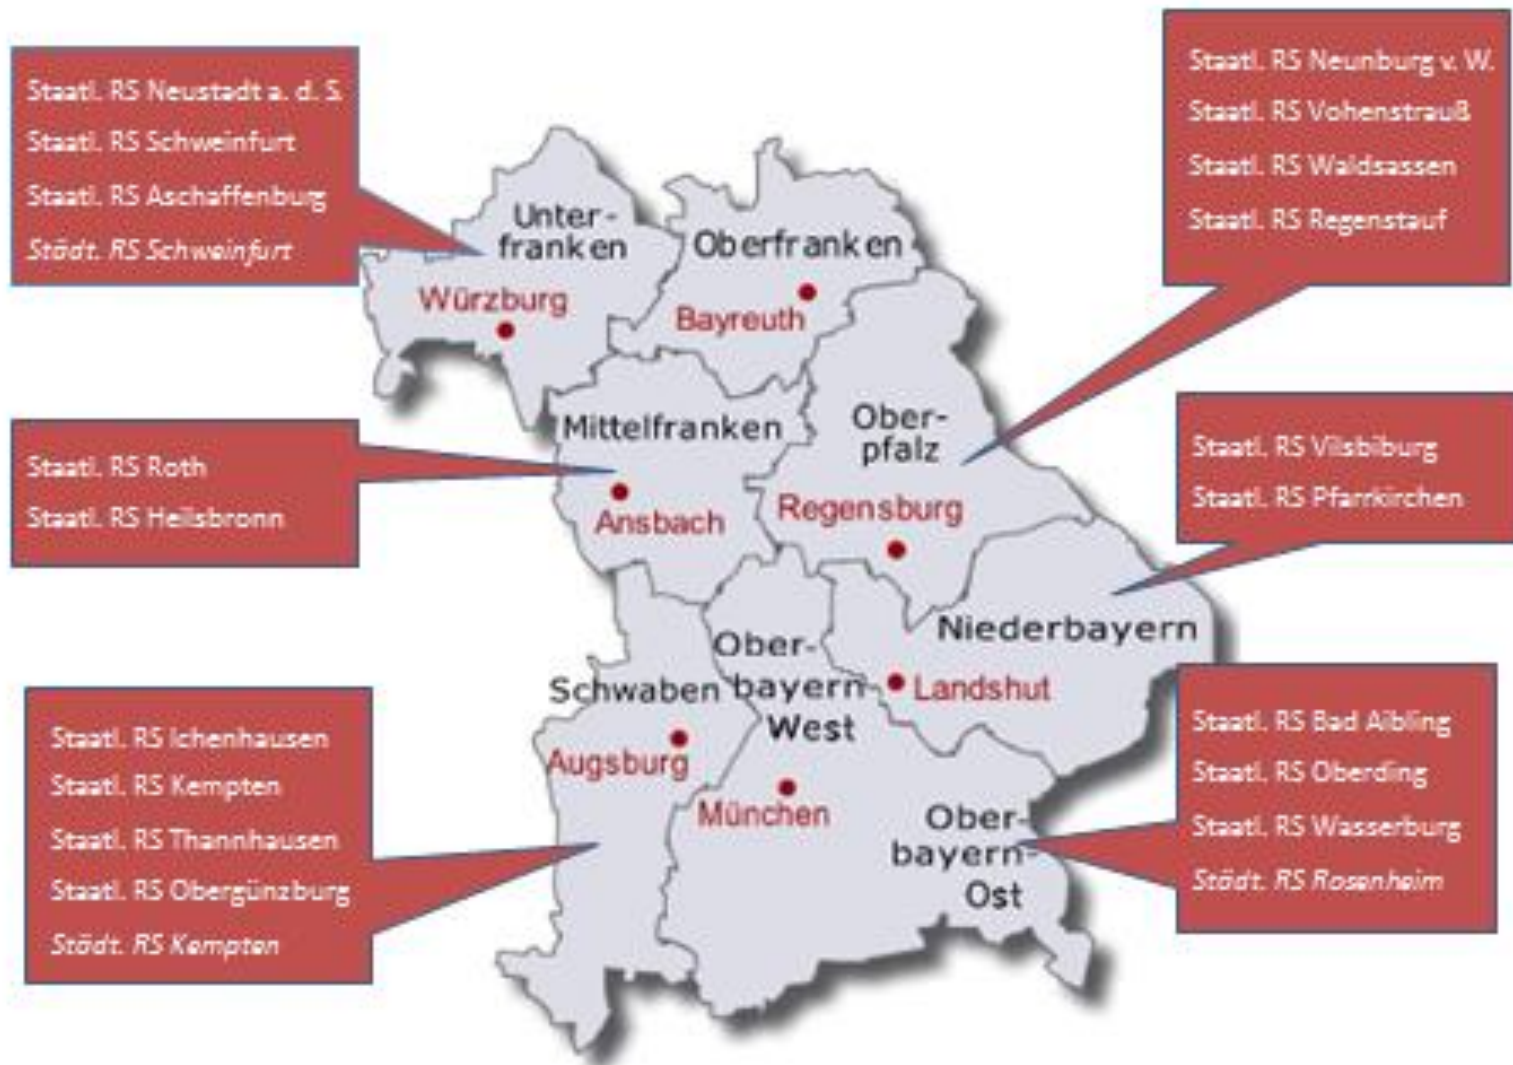 Staatl. RS Neustadt a. d. S.
Staatl. RS Schweinfurt
Staatl. RS Aschaffenburg
Städt. RS Schweinfurt
Staatl. RS Neunburg v. W.
Staatl. RS Vohenstrauß
Staatl. RS Waldsassen
Staatl. RS Regenstauf
Unter-
franken
Würzburg
Oberfranken
Bayreuth
Staatl. RS Roth
Staatl. RS Heilsbronn
Mittelfranken
Ansbach
Ober-
pfalz
Regensburg
Staatl. RS Vilsbiburg
Staatl. RS Pfarrkirchen
Niederbayern
Landshut
Staatl. RS Ichenhausen
Staatl. RS Kempten
Staatl. RS Thannhausen
Staatl. RS Obergünzburg
Städt. RS Kempten
Schwaben
Augsburg
Ober-
bayern
West
München
Ober-
bayern-
Ost
Staatl. RS Bad Aibling
Staatl. RS Oberding
Staatl. RS Wasserburg
Städt. RS Rosenheim